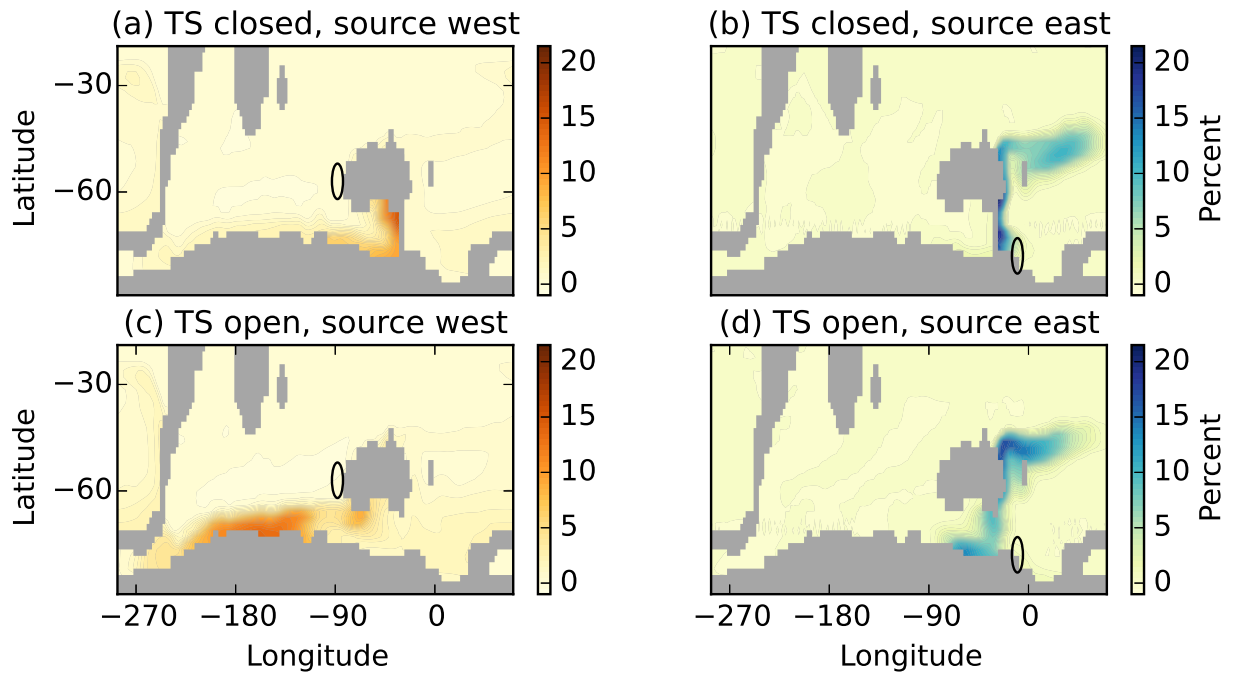 (a) TS closed, source west
(b) TS closed, source east
−30
−60
Latitude
20
15
10
5
0
20
15
10
5
0
Percent
(c) TS open, source west
(d) TS open, source east
−30
−60
Latitude
20
15
10
5
0
20
15
10
5
0
Percent
−270 −180 −90 0
−270 −180 −90 0
Longitude
Longitude